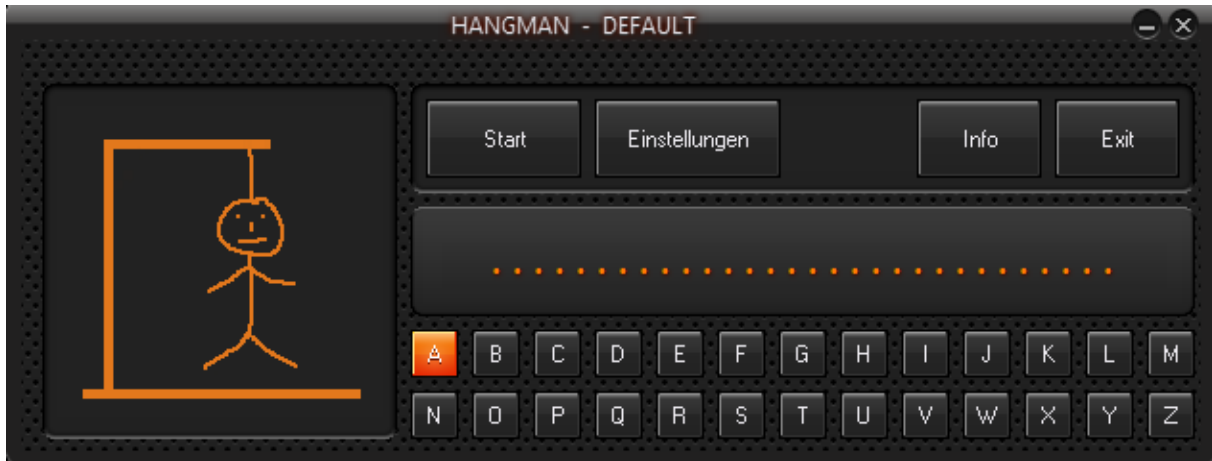 HANGMAN - DEFAULT
Start Einstellungen Info Exit
A B C D E F G H I J K L M
N O P Q R S T U V W X Y Z